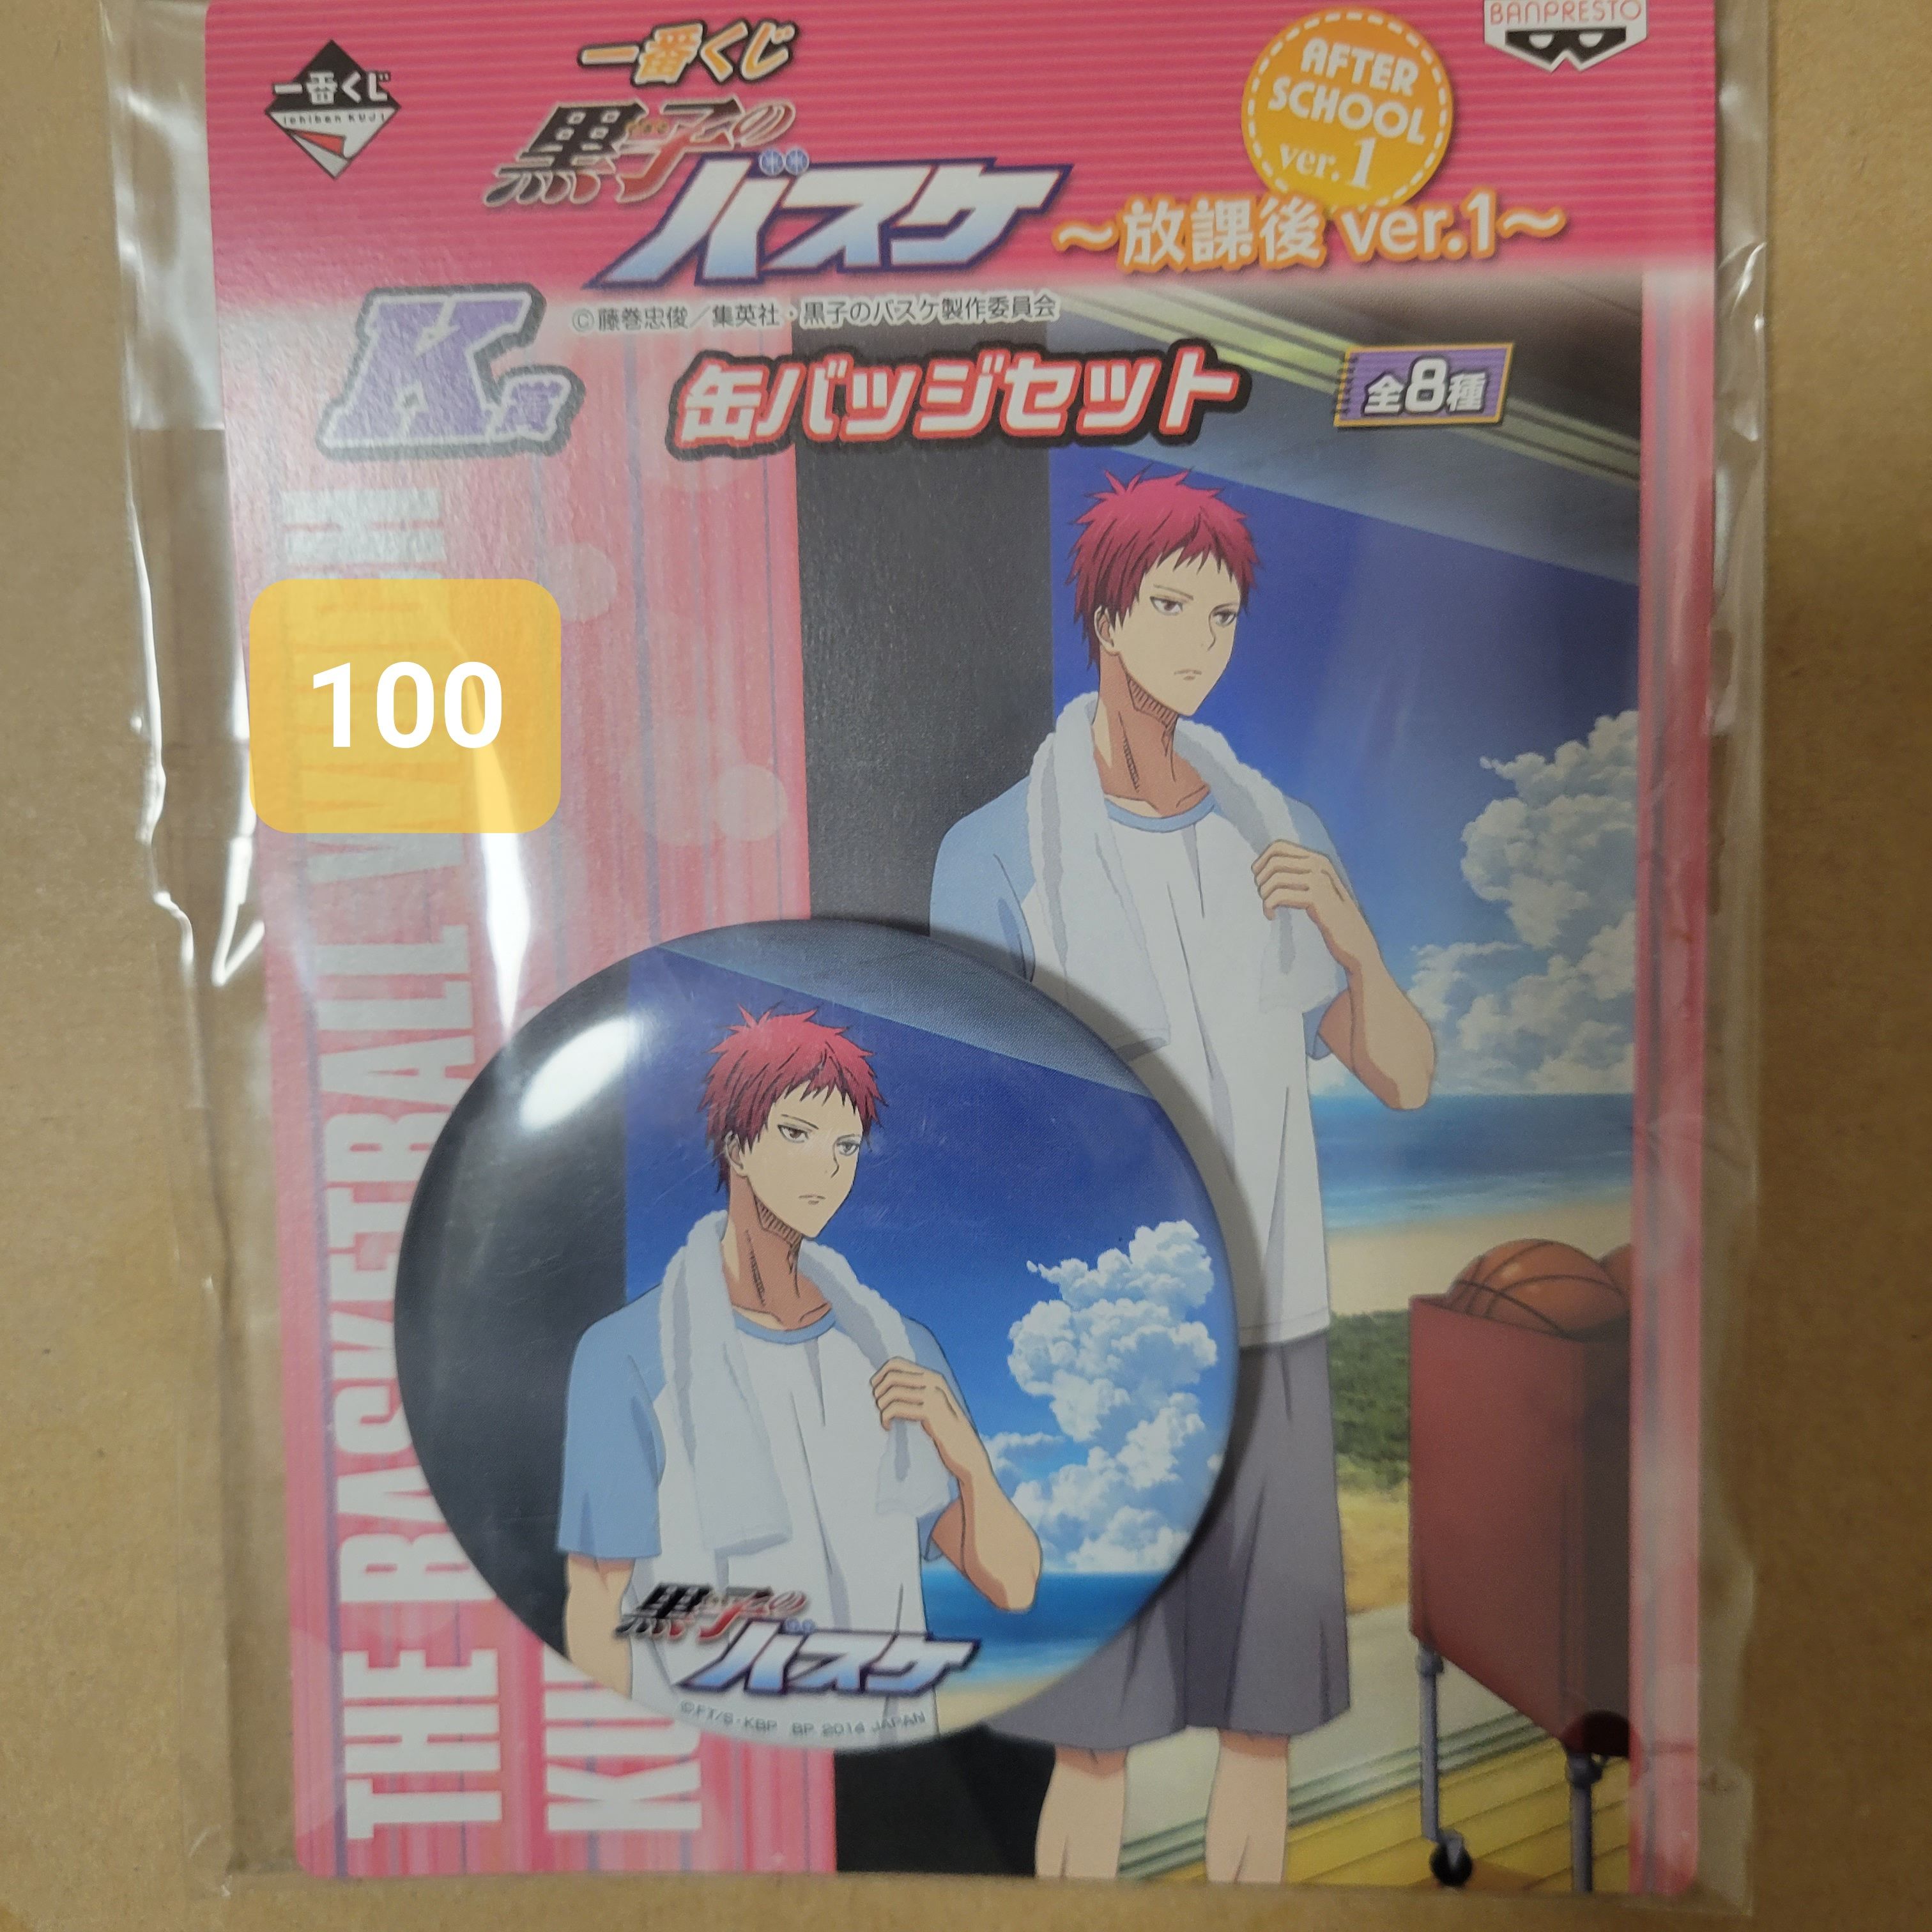 BANPRESTO
一番くじ
一番くじ
ichiban KUJI
AFTER
SCHOOL
ver.1
黒子の
バスケ
～放課後 ver.1～
©藤巻忠俊／集英社・黒子のバスケ製作委員会
K賞
缶バッジセット
全8種
100
THE BASKETBALL WHICH
黒子の
バスケ
©FT/S・KBP BP 2014 JAPAN